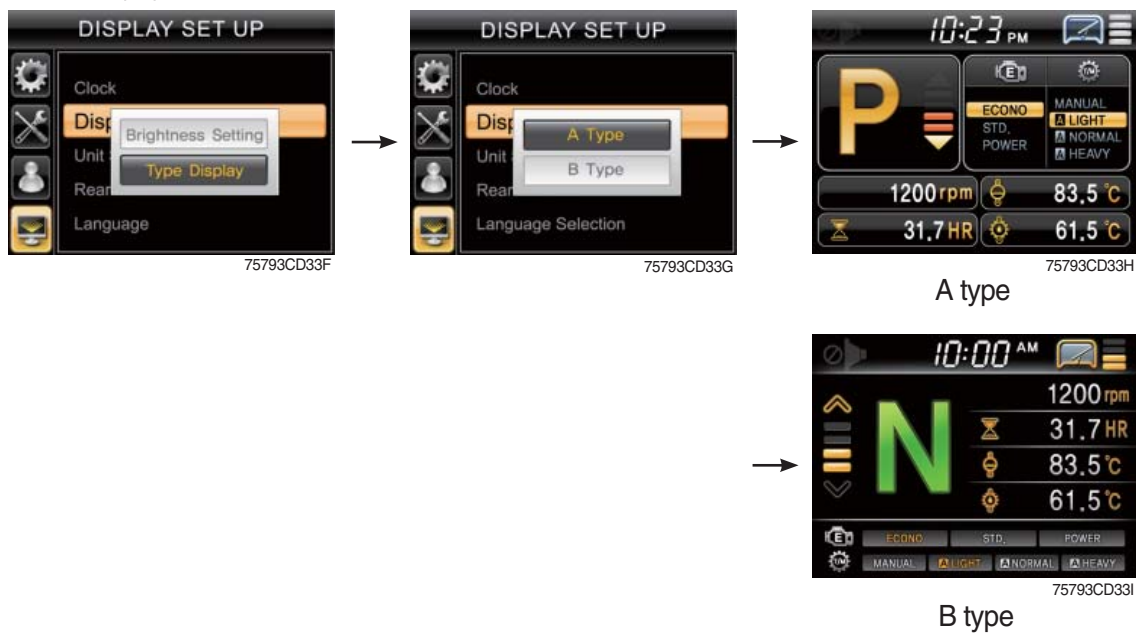 DISPLAY SET UP
Clock
Disp
Brightness Setting
Unit
Type Display
Rear
Language
75793CD33F
DISPLAY SET UP
Clock
Disp
A Type
Unit
B Type
Rear
Language Selection
75793CD33G
10:23 PM
P
E
T/M
ECONO
STD.
POWER
MANUAL
A LIGHT
A NORMAL
A HEAVY
1200 rpm
83.5 ℃
31.7 HR
61.5 ℃
75793CD33H
A type
10:00 AM
1200 rpm
N
31.7 HR
83.5 ℃
61.5 ℃
E
ECONO STD. POWER
T/M
MANUAL A LIGHT A NORMAL A HEAVY
75793CD33I
B type